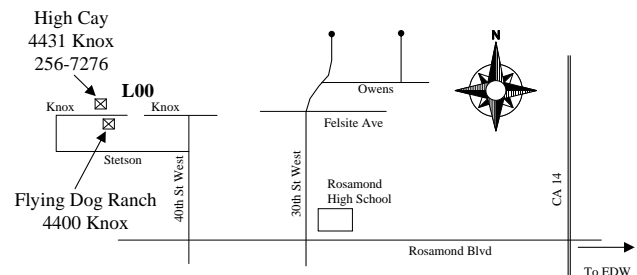 High Cay
4431 Knox
256-7276
L00
Knox
Knox
Stetson
Flying Dog Ranch
4400 Knox
40th St West
30th St West
Owens
Felsite Ave
Rosamond
High School
N
CA 14
Rosamond Blvd
To EDW